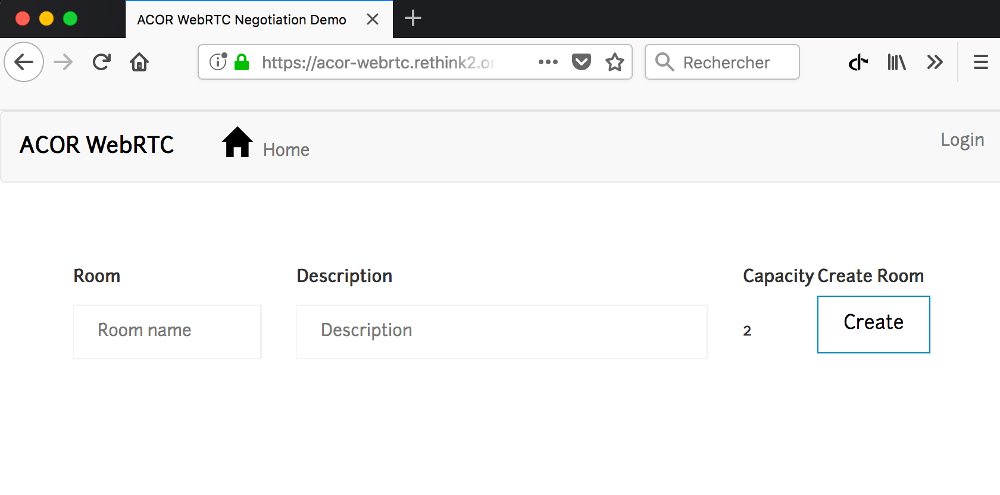 ACOR WebRTC Negotiation Demo
https://acor-webrtc.rethink2.or
Rechercher
ACOR WebRTC
Home
Login
Room
Description
Capacity
Create Room
Room name
Description
2
Create